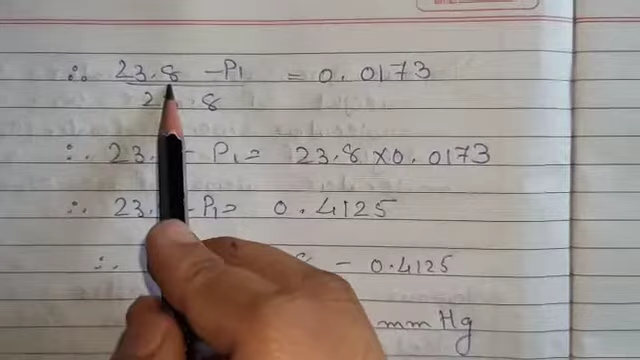 ∴ 23.8 - P1 = 0.0173
2 .8
∴ 23. - P1 = 23.8 x 0.0173
∴ 23. - P1 = 0.4125
∴ 8 - 0.4125
mm Hg